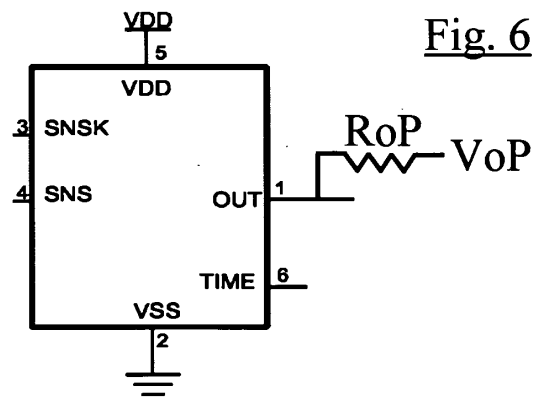 VDD
Fig. 6
5
VDD
3 SNSK
RoP
VoP
4 SNS
OUT 1
TIME 6
VSS
2